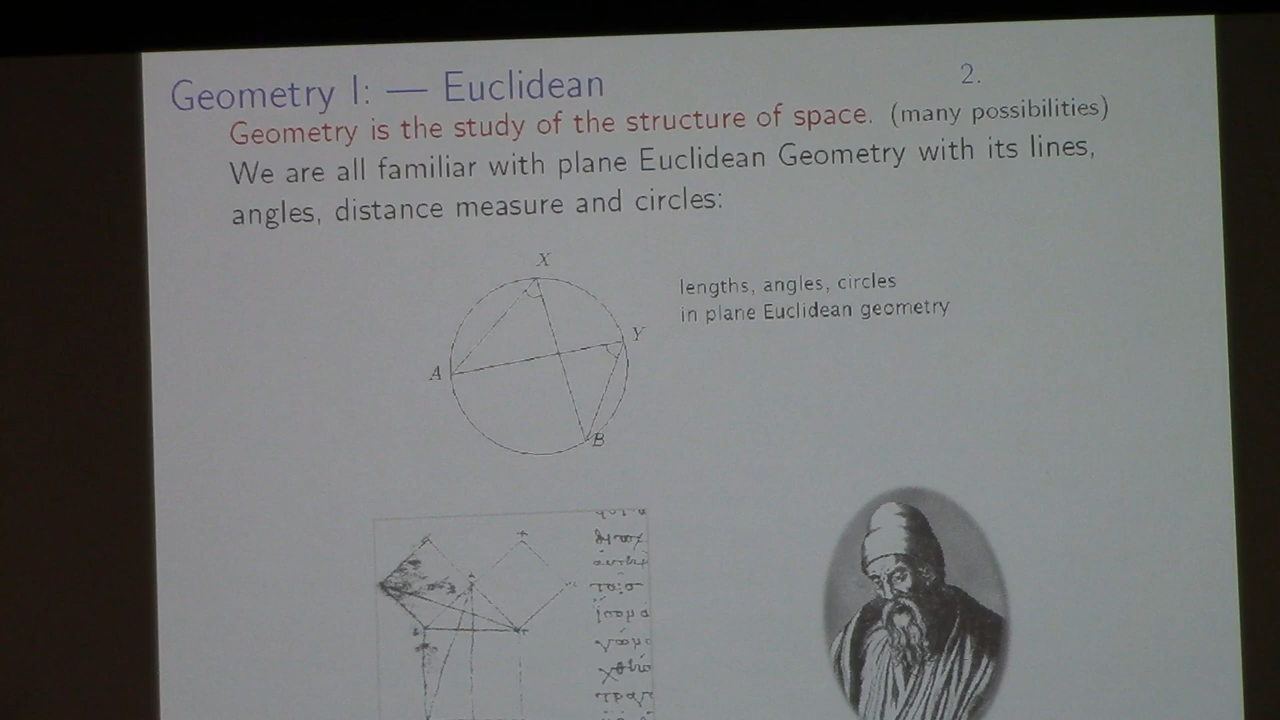 Geometry I: — Euclidean
2.
Geometry is the study of the structure of space. (many possibilities)
We are all familiar with plane Euclidean Geometry with its lines,
angles, distance measure and circles:
X
lengths, angles, circles
in plane Euclidean geometry
Y
A
B